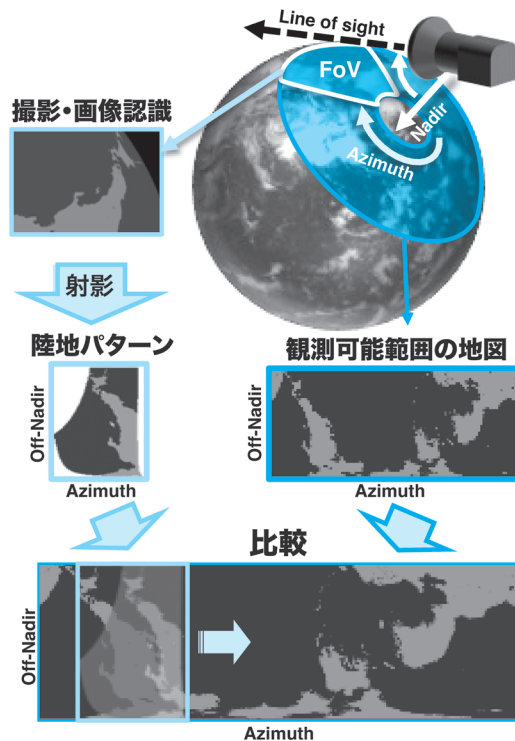 Line of sight
FoV
Nadir
Azimuth
撮影・画像認識
射影
陸地パターン
観測可能範囲の地図
Off-Nadir
Azimuth
Off-Nadir
Azimuth
比較
Off-Nadir
Azimuth